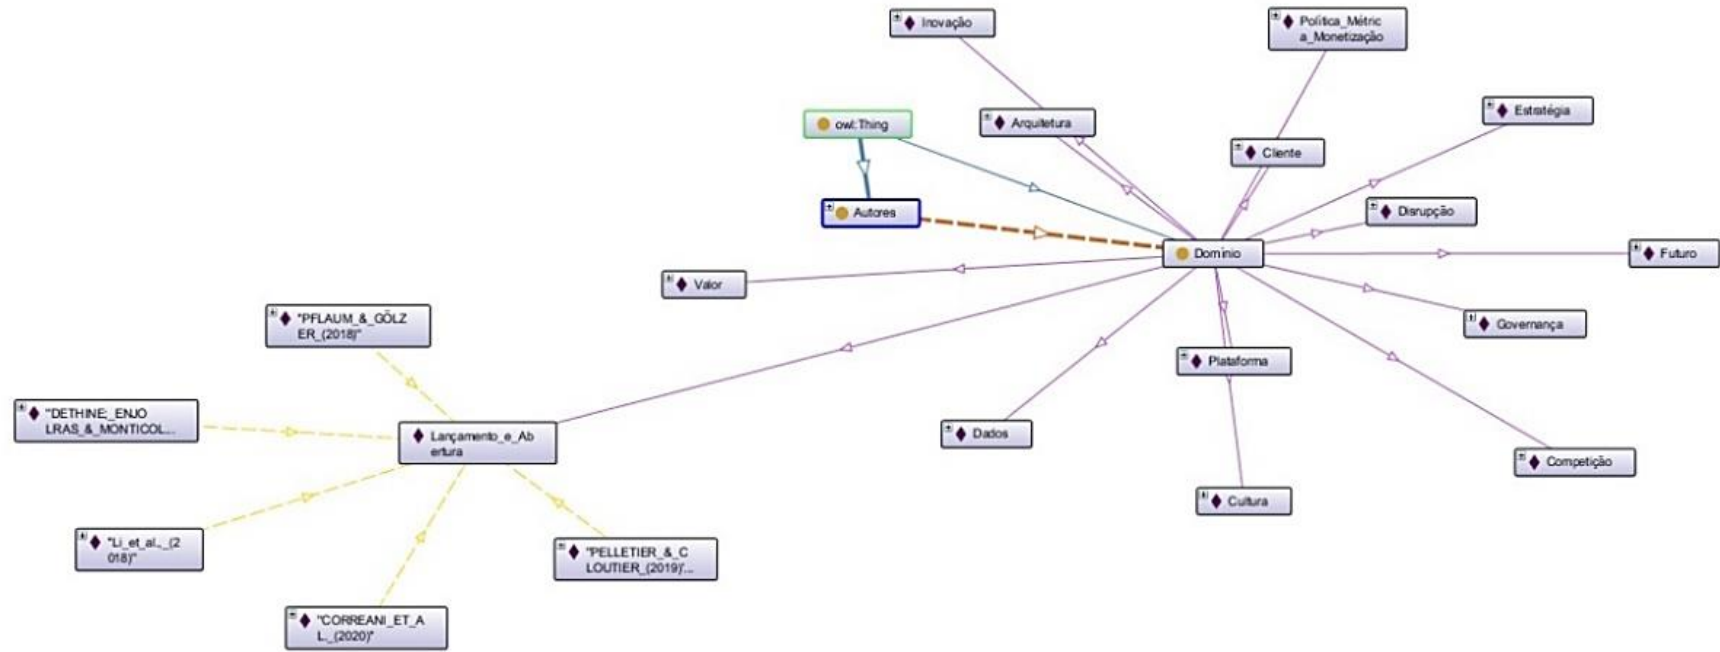 Inovação
Política_Métric
a_Monetização
Estratégia
owl:Thing
Arquitetura
Cliente
Autores
Disrupção
Domínio
Futuro
Valor
"PFLAUM_&_GÖLZ
ER_(2018)"
Governança
Plataforma
"DETHINE;_ENJO
LRAS_&_MONTICOL...
Lançamento_e_Ab
ertura
Dados
Competição
Cultura
"Li_et_al.,_(2
018)"
"PELLETIER_&_C
LOUTIER_(2019)'...
"CORREANI_ET_A
L._(2020)"